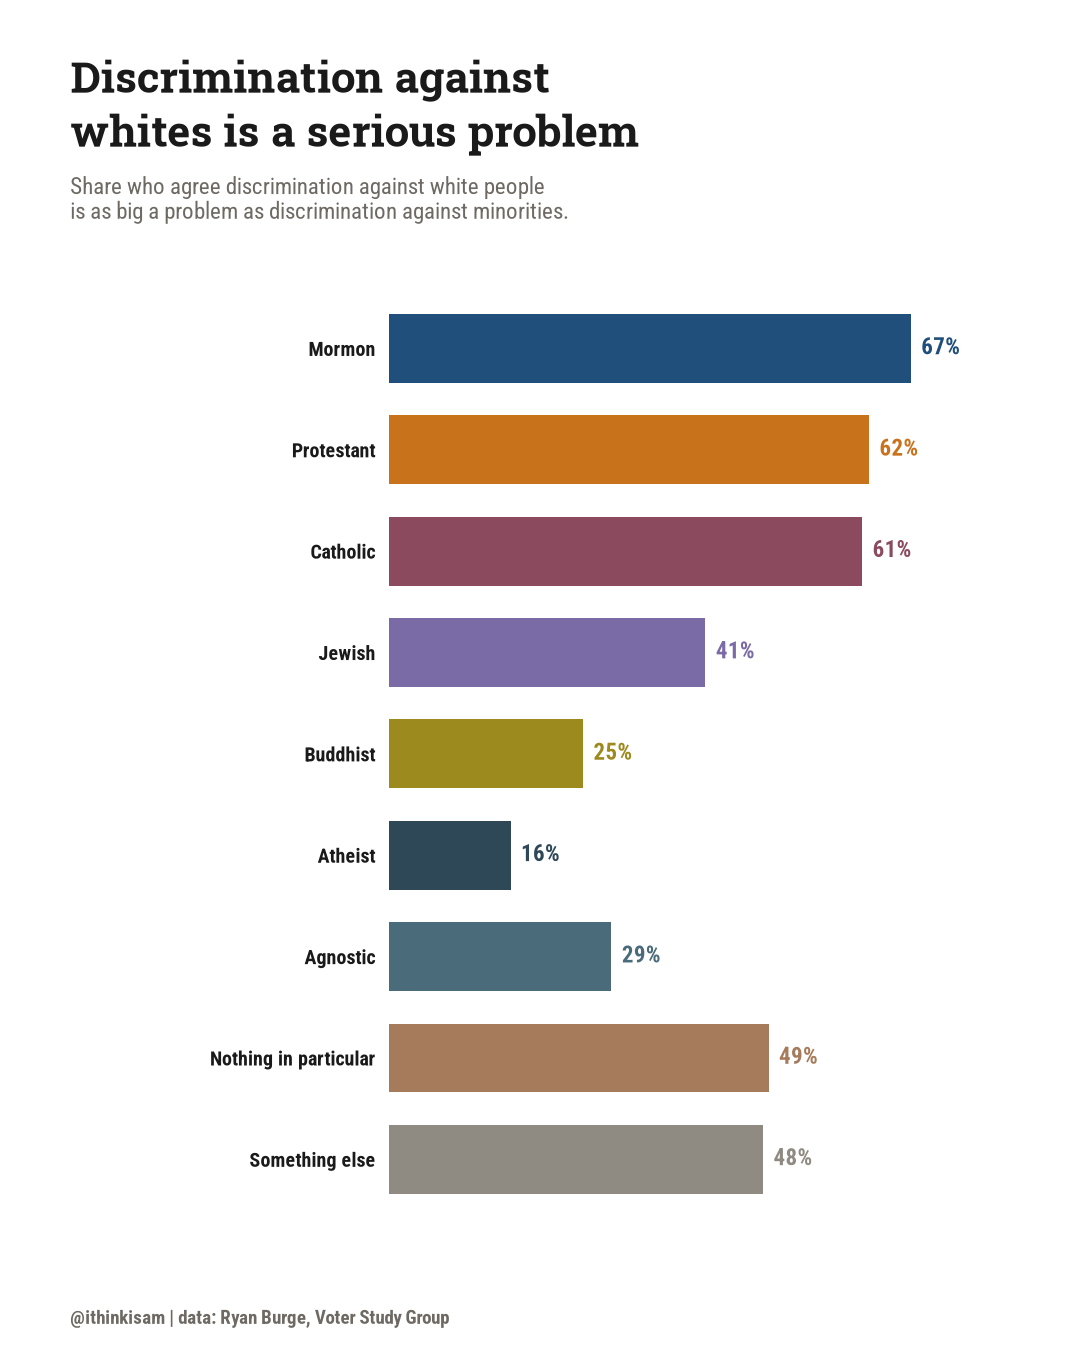 Discrimination against
whites is a serious problem
Share who agree discrimination against white people
is as big a problem as discrimination against minorities.
Mormon 67%
Protestant 62%
Catholic 61%
Jewish 41%
Buddhist 25%
Atheist 16%
Agnostic 29%
Nothing in particular 49%
Something else 48%
@ithinkisam | data: Ryan Burge, Voter Study Group